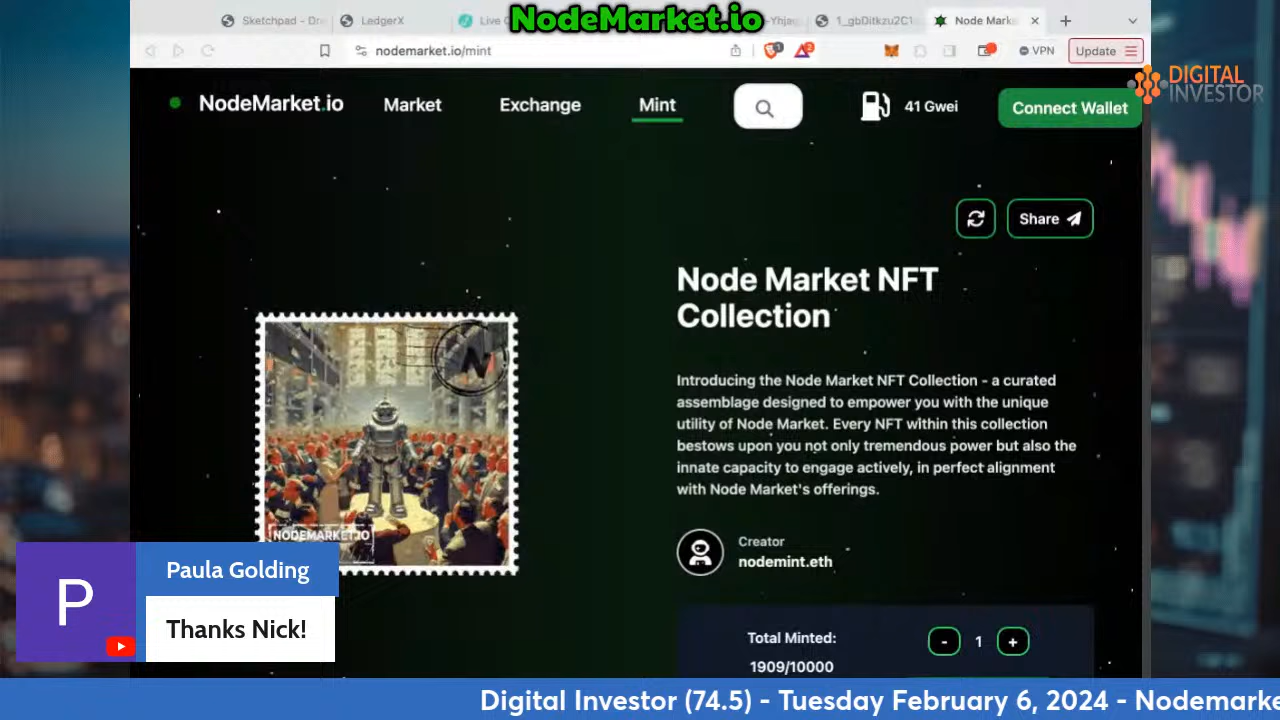 NodeMarket.io
Sketchpad - Dr
LedgerX
Live
1_gbDitkzu2C1
Node Mark
nodemarket.io/mint
VPN
Update
DIGITAL
INVESTOR
NodeMarket.io
Market
Exchange
Mint
41 Gwei
Connect Wallet
Share
Node Market NFT
Collection
Introducing the Node Market NFT Collection - a curated
assemblage designed to empower you with the unique
utility of Node Market. Every NFT within this collection
bestows upon you not only tremendous power but also the
innate capacity to engage actively, in perfect alignment
with Node Market's offerings.
Creator
nodemint.eth
N
NODEMARKET.IO
P
Paula Golding
Thanks Nick!
Total Minted:
1909/10000
- 1 +
Digital Investor (74.5) - Tuesday February 6, 2024 - Nodemarke